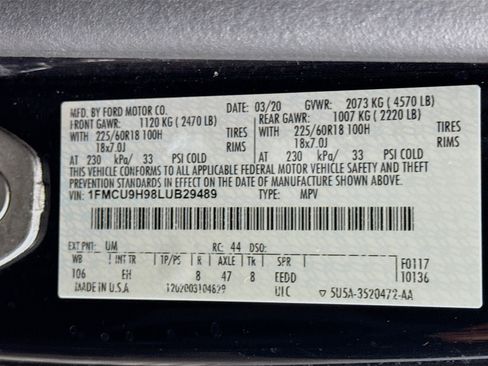 MFD. BY FORD MOTOR CO. DATE: 03/20 GVWR: 2073 KG ( 4570 LB)
FRONT GAWR: 1120 KG ( 2470 LB) REAR GAWR: 1007 KG ( 2220 LB)
WITH 225/60R18 100H TIRES WITH 225/60R18 100H TIRES
18x7.0J RIMS 18x7.0J RIMS
AT 230 kPa/ 33 PSI COLD AT 230 kPa/ 33 PSI COLD
THIS VEHICLE CONFORMS TO ALL APPLICABLE FEDERAL MOTOR VEHICLE SAFETY AND THEFT
PREVENTION STANDARDS IN EFFECT ON THE DATE OF MANUFACTURE SHOWN ABOVE.
VIN: 1FMCU9H98LUB29489 TYPE: MPV
EXT PNT: UM RC: 44 DSO: F0117
WB INT TR TP/PS R AXLE TR SPR 10136
106 EH 8 47 8 EEDD
MADE IN U.S.A. UTC ▽ 5U5A-3520472-AA